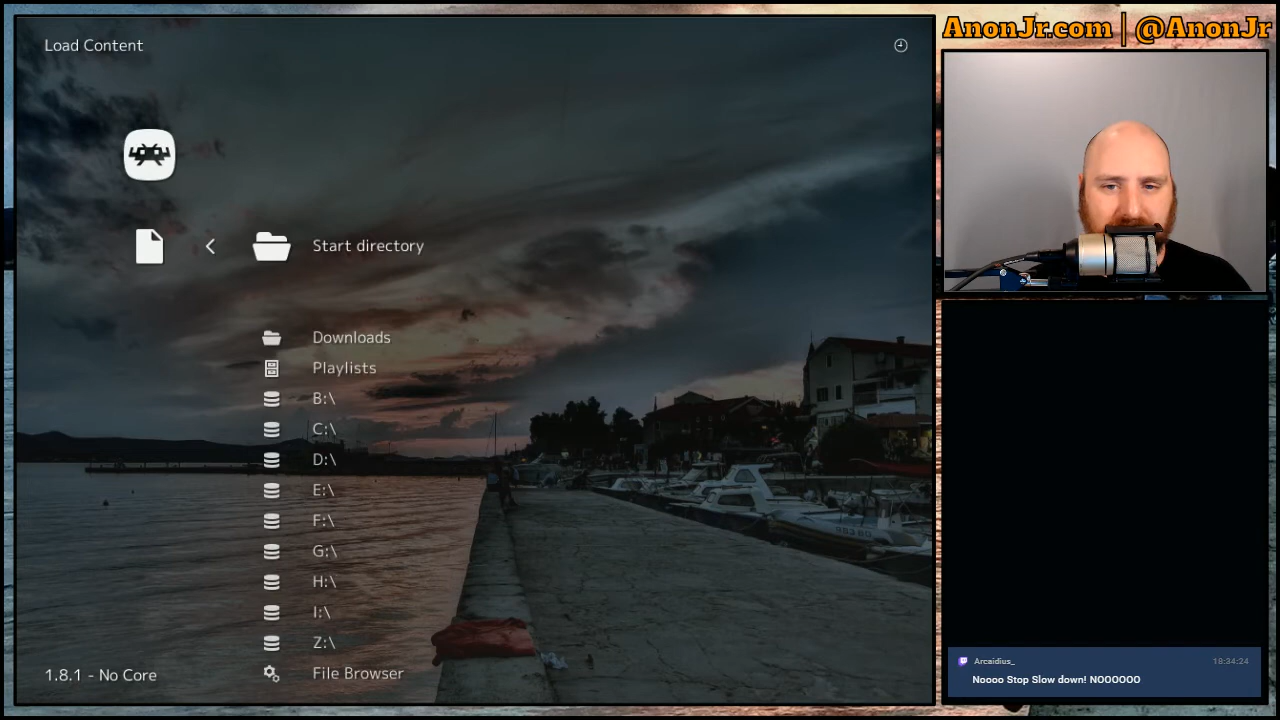 Load Content
Start directory
Downloads
Playlists
B:\
C:\
D:\
E:\
F:\
G:\
H:\
I:\
Z:\
File Browser
1.8.1 - No Core
AnonJr.com | @AnonJr
Arcaidius_ 18:34:24
Noooo Stop Slow down! NOOOOOO